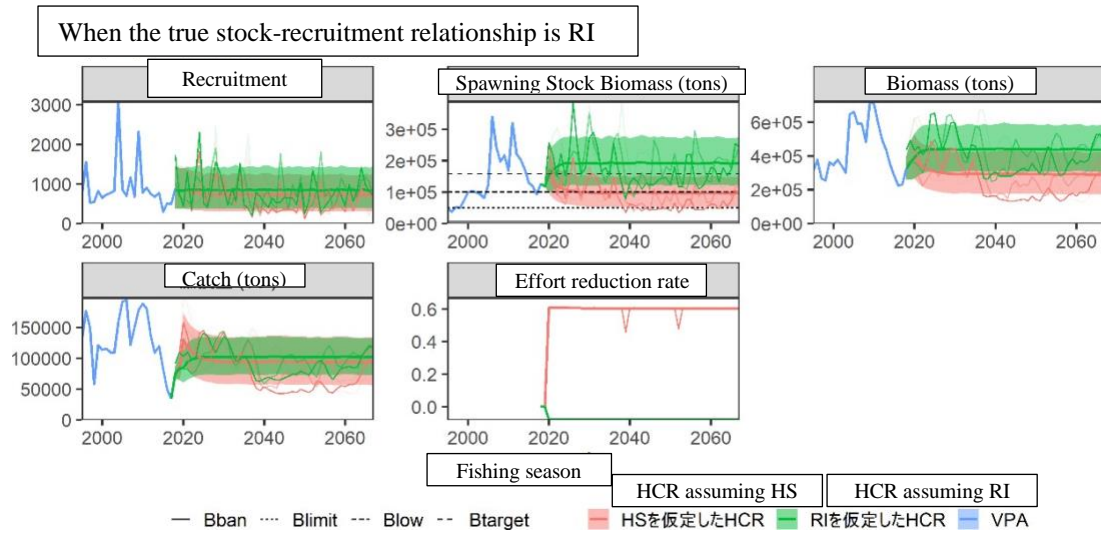 When the true stock-recruitment relationship is RI
Recruitment
Spawning Stock Biomass (tons)
Biomass (tons)
3000
2000
1000
0
2000 2020 2040 2060
3e+05
2e+05
1e+05
0e+00
2000 2020 2040 2060
6e+05
4e+05
2e+05
0e+00
2000 2020 2040 2060
Catch (tons)
Effort reduction rate
150000
100000
50000
0
2000 2020 2040 2060
0.6
0.4
0.2
0.0
2000 2020 2040 2060
Fishing season
HCR assuming HS
HCR assuming RI
Bban Blimit Blow Btarget HSを仮定したHCR RIを仮定したHCR VPA